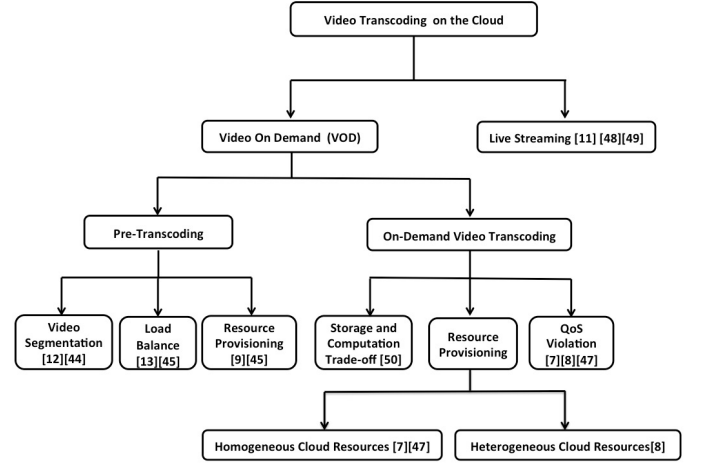 Video Transcoding on the Cloud
Video On Demand (VOD)
Live Streaming [11] [48][49]
Pre-Transcoding
On-Demand Video Transcoding
Video
Segmentation
[12][44]
Load
Balance
[13][45]
Resource
Provisioning
[9][45]
Storage and
Computation
Trade-off [50]
Resource
Provisioning
QoS
Violation
[7][8][47]
Homogeneous Cloud Resources [7][47]
Heterogeneous Cloud Resources[8]